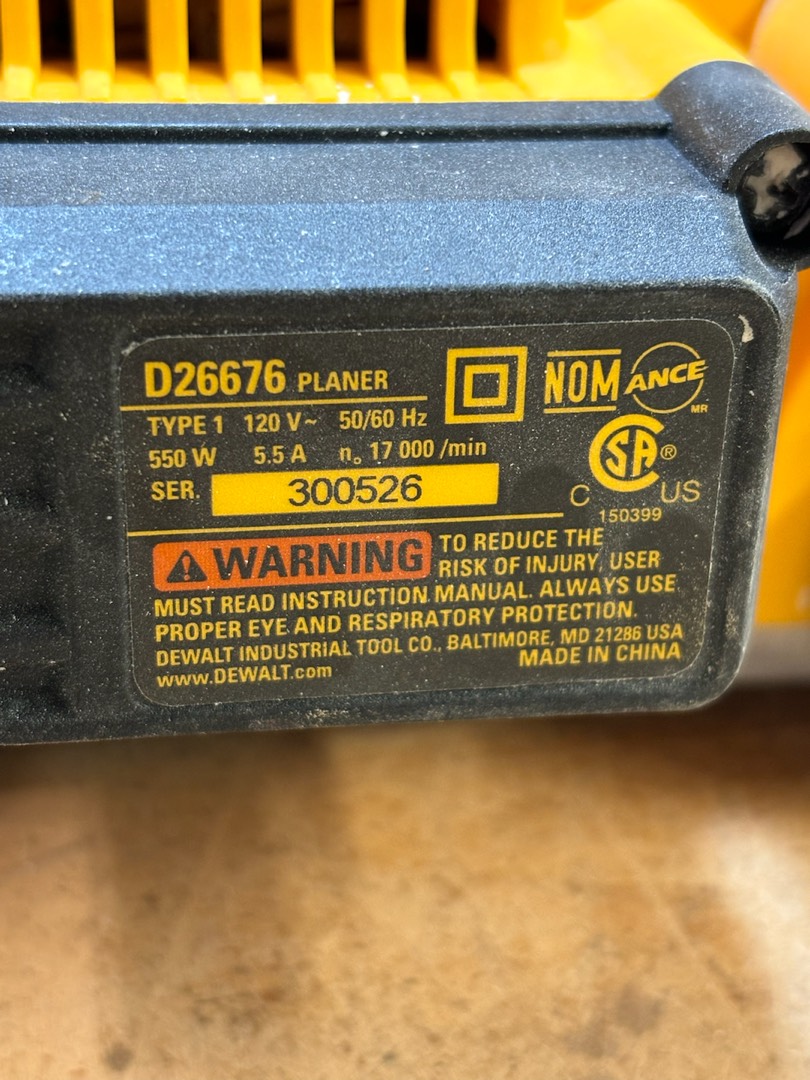 D26676 PLANER
NOM ANCE MR
TYPE 1 120 V~ 50/60 Hz
550 W 5.5 A n₀ 17 000 /min
SER. 300526
C SA ® US
150399
⚠ WARNING TO REDUCE THE
RISK OF INJURY, USER
MUST READ INSTRUCTION MANUAL. ALWAYS USE
PROPER EYE AND RESPIRATORY PROTECTION.
DEWALT INDUSTRIAL TOOL CO., BALTIMORE, MD 21286 USA
www.DEWALT.com MADE IN CHINA